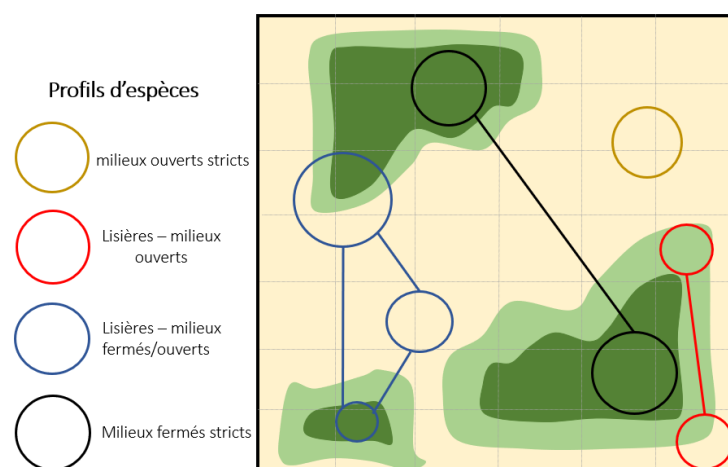 Profils d'espèces
milieux ouverts stricts
Lisières – milieux
ouverts
Lisières – milieux
fermés/ouverts
Milieux fermés stricts